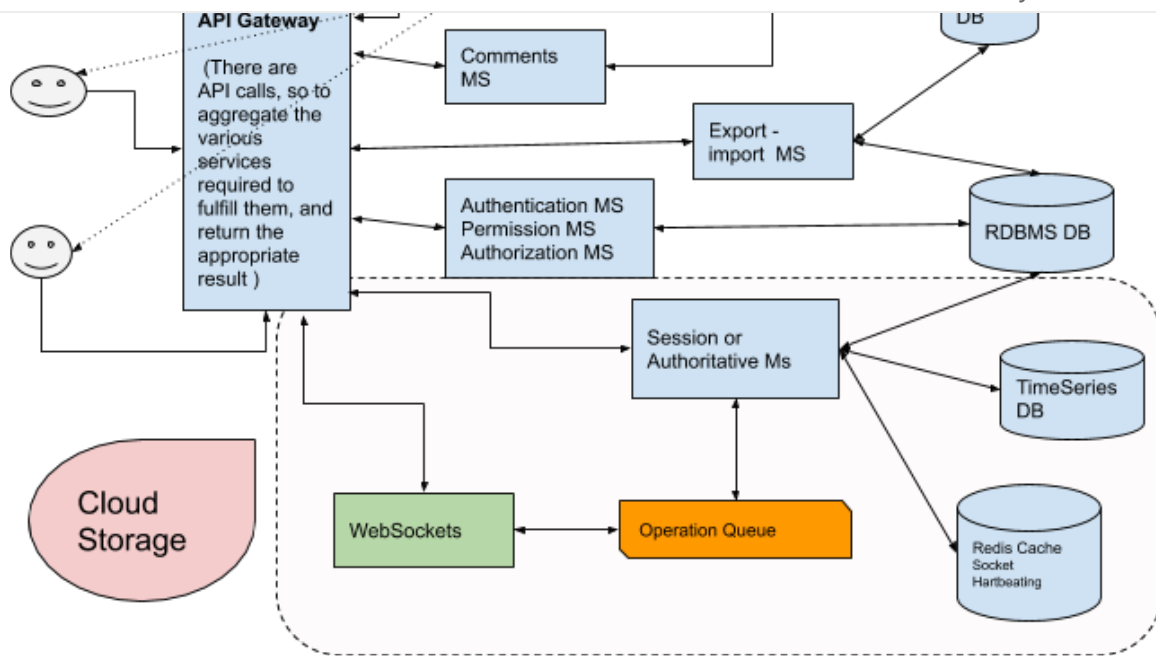 API Gateway
(There are
API calls, so to
aggregate the
various
services
required to
fulfill them, and
return the
appropriate
result )
Comments
MS
DB
Export -
import MS
Authentication MS
Permission MS
Authorization MS
RDBMS DB
Session or
Authoritative Ms
TimeSeries
DB
Cloud
Storage
WebSockets
Operation Queue
Redis Cache
Socket
Hartbeating